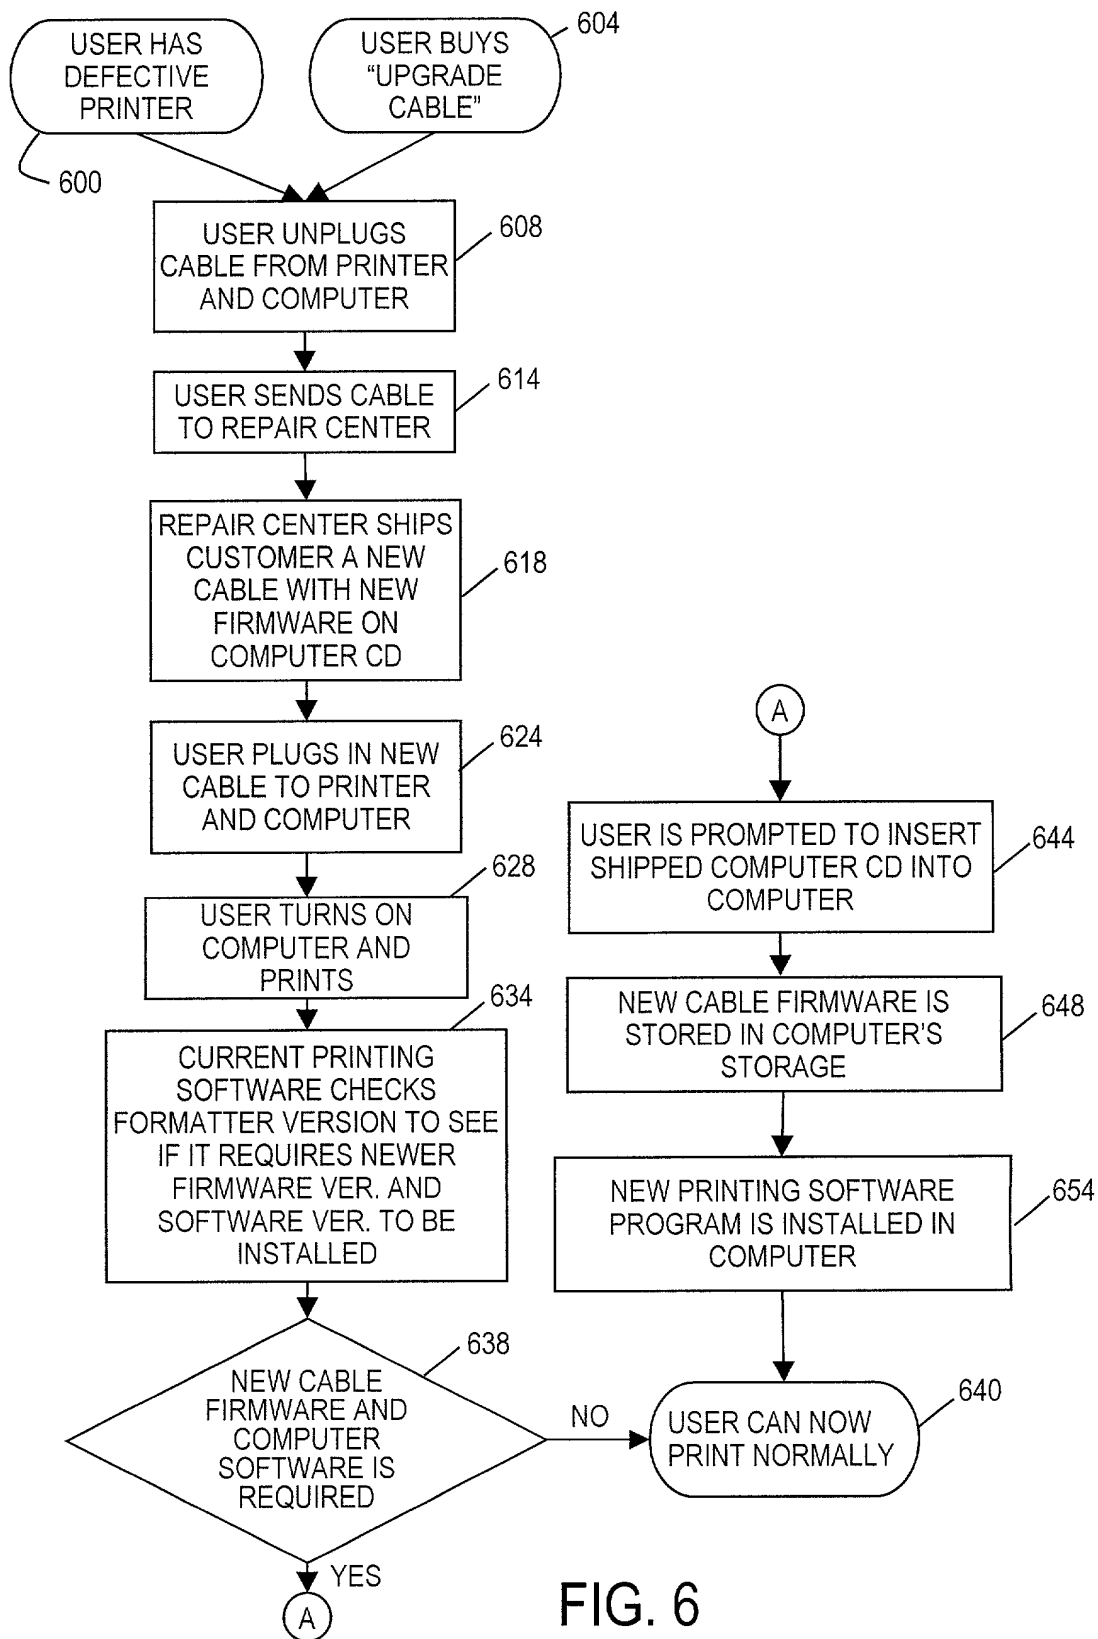 USER HAS
DEFECTIVE
PRINTER
600
USER BUYS
“UPGRADE
CABLE”
604
USER UNPLUGS
CABLE FROM PRINTER
AND COMPUTER
608
USER SENDS CABLE
TO REPAIR CENTER
614
REPAIR CENTER SHIPS
CUSTOMER A NEW
CABLE WITH NEW
FIRMWARE ON
COMPUTER CD
618
USER PLUGS IN NEW
CABLE TO PRINTER
AND COMPUTER
624
USER TURNS ON
COMPUTER AND
PRINTS
628
CURRENT PRINTING
SOFTWARE CHECKS
FORMATTER VERSION TO SEE
IF IT REQUIRES NEWER
FIRMWARE VER. AND
SOFTWARE VER. TO BE
INSTALLED
634
NEW CABLE
FIRMWARE AND
COMPUTER
SOFTWARE IS
REQUIRED
638
NO
YES
A
A
USER IS PROMPTED TO INSERT
SHIPPED COMPUTER CD INTO
COMPUTER
644
NEW CABLE FIRMWARE IS
STORED IN COMPUTER'S
STORAGE
648
NEW PRINTING SOFTWARE
PROGRAM IS INSTALLED IN
COMPUTER
654
USER CAN NOW
PRINT NORMALLY
640
FIG. 6